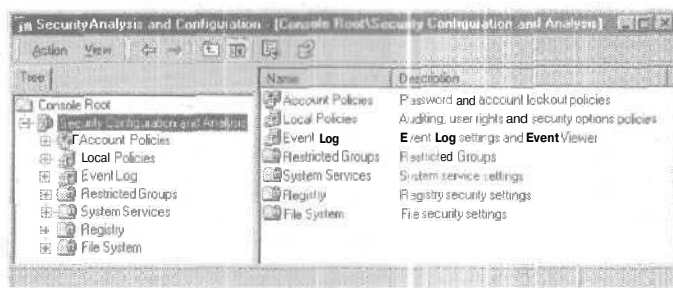 SecurityAnalysis and Configuration - [Console Root\Security Configuration and Analysis]
Action View
Tree
Console Root
Security Configuration and Analysis
Account Policies
Local Policies
Event Log
Restricted Groups
System Services
Registry
File System
Name Description
Account Policies Password and account lockout policies
Local Policies Auditing, user rights and security options policies
Event Log Event Log settings and Event Viewer
Restricted Groups Restricted Groups
System Services System service settings
Registry Registry security settings
File System File security settings